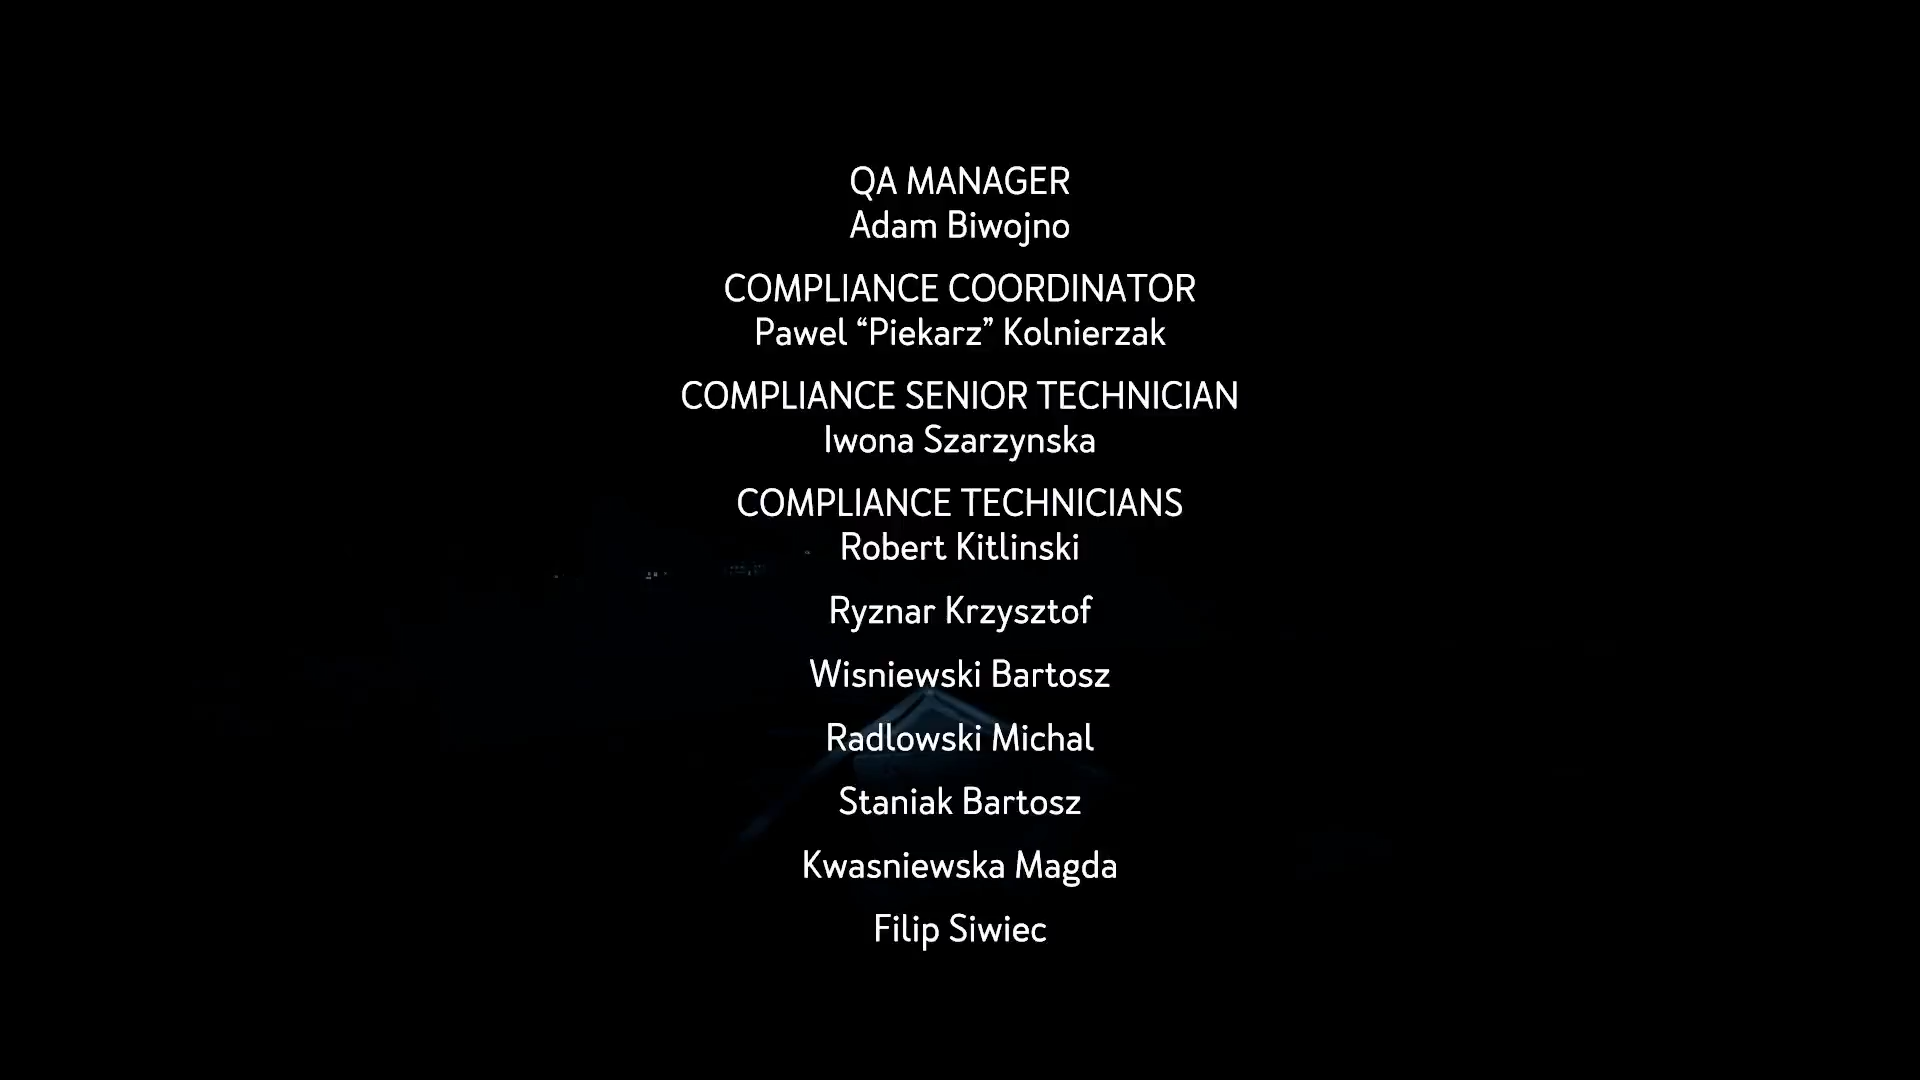 QA MANAGER
Adam Biwojno
COMPLIANCE COORDINATOR
Pawel “Piekarz” Kolnierzak
COMPLIANCE SENIOR TECHNICIAN
Iwona Szarzynska
COMPLIANCE TECHNICIANS
Robert Kitlinski
Ryznar Krzysztof
Wisniewski Bartosz
Radlowski Michal
Staniak Bartosz
Kwasniewska Magda
Filip Siwiec